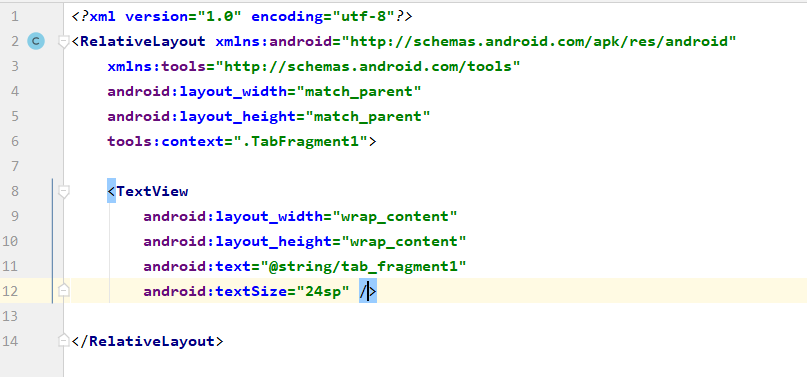 1 <?xml version="1.0" encoding="utf-8"?>
2 C <RelativeLayout xmlns:android="http://schemas.android.com/apk/res/android"
3 xmlns:tools="http://schemas.android.com/tools"
4 android:layout_width="match_parent"
5 android:layout_height="match_parent"
6 tools:context=".TabFragment1">
7
8 <TextView
9 android:layout_width="wrap_content"
10 android:layout_height="wrap_content"
11 android:text="@string/tab_fragment1"
12 android:textSize="24sp" />
13
14 </RelativeLayout>